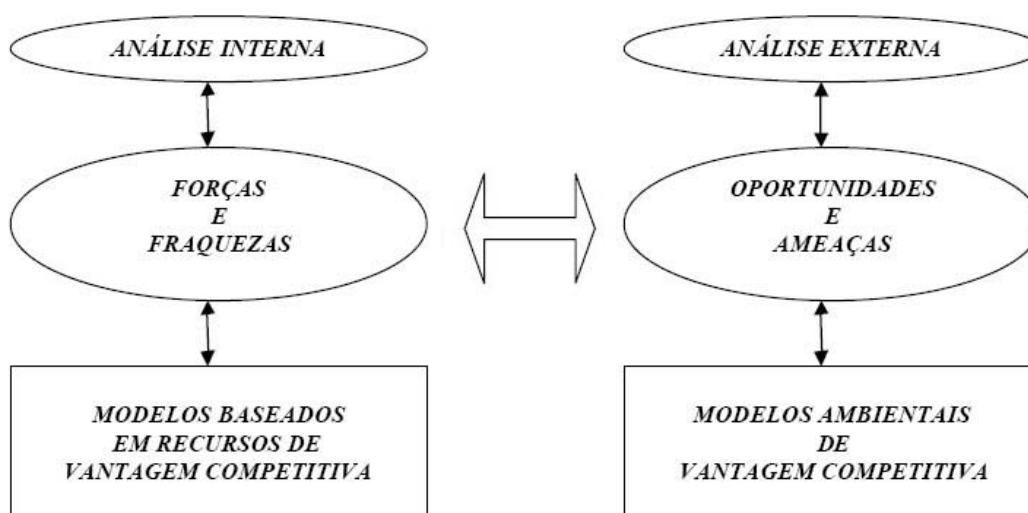 ANÁLISE INTERNA
ANÁLISE EXTERNA
FORÇAS
E
FRAQUEZAS
OPORTUNIDADES
E
AMEAÇAS
MODELOS BASEADOS
EM RECURSOS DE
VANTAGEM COMPETITIVA
MODELOS AMBIENTAIS
DE
VANTAGEM COMPETITIVA